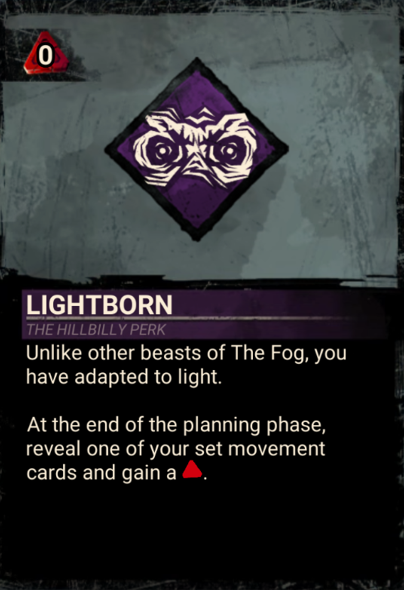 0
LIGHTBORN
THE HILLBILLY PERK
Unlike other beasts of The Fog, you
have adapted to light.
At the end of the planning phase,
reveal one of your set movement
cards and gain a .